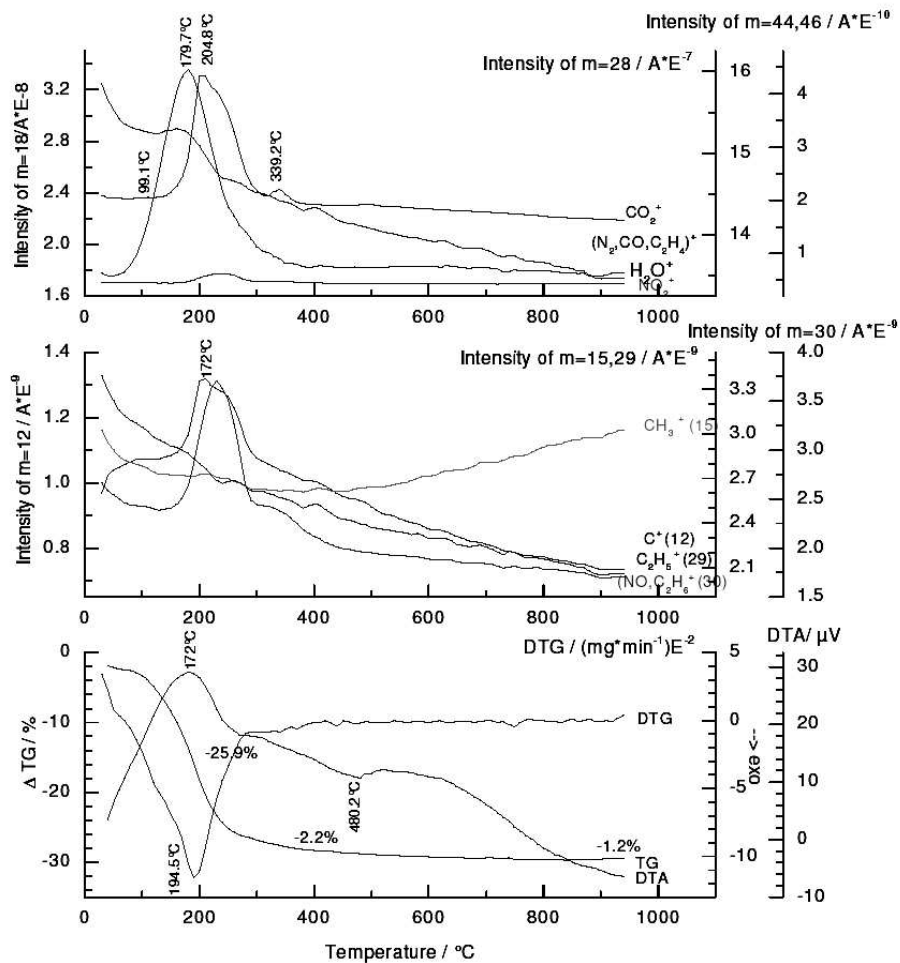 Intensity of m=44,46 / A*E⁻¹⁰
Intensity of m=28 / A*E⁻⁷
Intensity of m=18/A*E-8
3.2
2.8
2.4
2.0
1.6
179.7°C
204.8°C
99.1°C
339.2°C
16
15
14
4
3
2
1
CO₂⁺
(N₂,CO,C₂H₄)⁺
H₂O⁺
NO₂⁺
0 200 400 600 800 1000
Intensity of m=30 / A*E⁻⁹
Intensity of m=15,29 / A*E⁻⁹
Intensity of m=12 / A*E⁻⁹
1.4
1.2
1.0
0.8
172°C
3.3
3.0
2.7
2.4
2.1
4.0
3.5
3.0
2.5
2.0
1.5
CH₃⁺ (15)
C⁺ (12)
C₂H₅⁺ (29)
(NO,C₂H₆⁺ (30)
0 200 400 600 800 1000
DTG / (mg*min⁻¹)E⁻²
DTA/ µV
Δ TG / %
0
-10
-20
-30
172°C
194.5°C
-25.9%
-2.2%
480.2°C
-1.2%
DTG
TG
DTA
5
0
-5
-10
exo <--
30
20
10
0
-10
0 200 400 600 800 1000
Temperature / °C